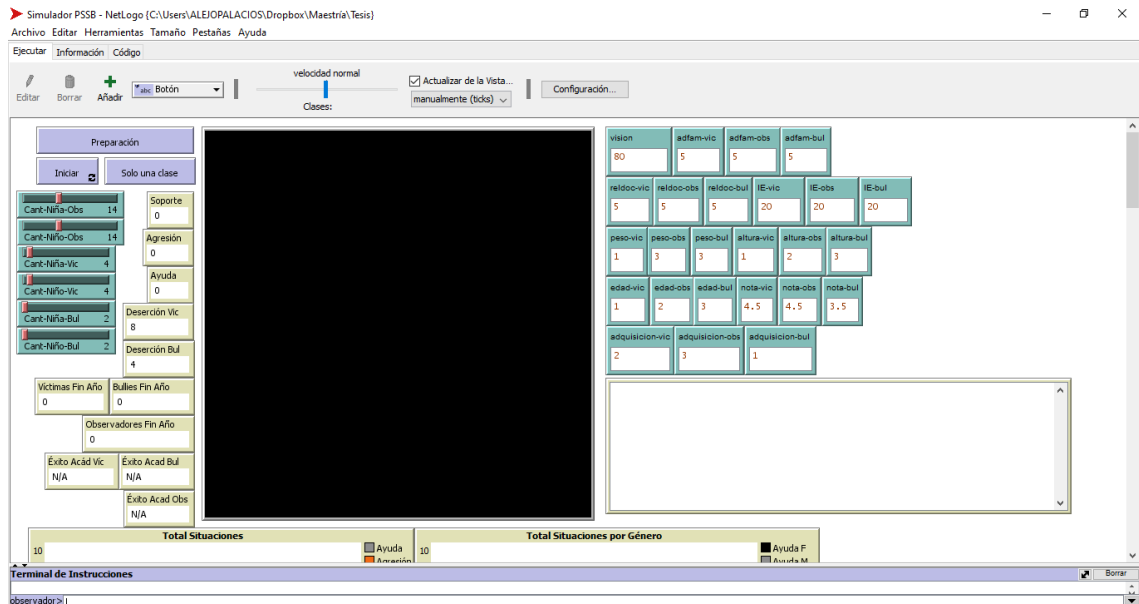 Simulador PSSB - NetLogo {C:\Users\ALEJOPALACIOS\Dropbox\Maestría\Tesis}
Archivo Editar Herramientas Tamaño Pestañas Ayuda
Ejecutar Información Código
velocidad normal
Editar Borrar Añadir abc Botón
Clases:
Actualizar de la Vista...
manualmente (ticks)
Configuración...
Preparación
Iniciar Solo una clase
Cant-Niña-Obs 14
Cant-Niño-Obs 14
Cant-Niña-Vic 4
Cant-Niño-Vic 4
Cant-Niña-Bul 2
Cant-Niño-Bul 2
Soporte
0
Agresión
0
Ayuda
0
Deserción Vic
8
Deserción Bul
4
Víctimas Fin Año Bullies Fin Año
0 0
Observadores Fin Año
0
Éxito Acád Vic Éxito Acad Bul
N/A N/A
Éxito Acad Obs
N/A
vision adfam-vic adfam-obs adfam-bul
80 5 5 5
reldoc-vic reldoc-obs reldoc-bul IE-vic IE-obs IE-bul
5 5 5 20 20 20
peso-vic peso-obs peso-bul altura-vic altura-obs altura-bul
1 3 3 1 2 3
edad-vic edad-obs edad-bul nota-vic nota-obs nota-bul
1 2 3 4.5 4.5 3.5
adquisicion-vic adquisicion-obs adquisicion-bul
2 3 1
Total Situaciones
10
Ayuda
Agresión
Total Situaciones por Género
10
Ayuda F
Ayuda M
Terminal de Instrucciones Borrar
observador>